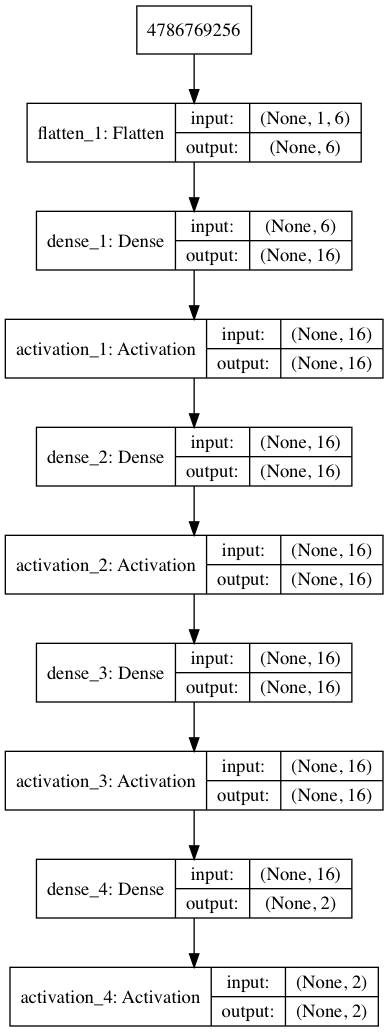 4786769256
flatten_1: Flatten
input: (None, 1, 6)
output: (None, 6)
dense_1: Dense
input: (None, 6)
output: (None, 16)
activation_1: Activation
input: (None, 16)
output: (None, 16)
dense_2: Dense
input: (None, 16)
output: (None, 16)
activation_2: Activation
input: (None, 16)
output: (None, 16)
dense_3: Dense
input: (None, 16)
output: (None, 16)
activation_3: Activation
input: (None, 16)
output: (None, 16)
dense_4: Dense
input: (None, 16)
output: (None, 2)
activation_4: Activation
input: (None, 2)
output: (None, 2)